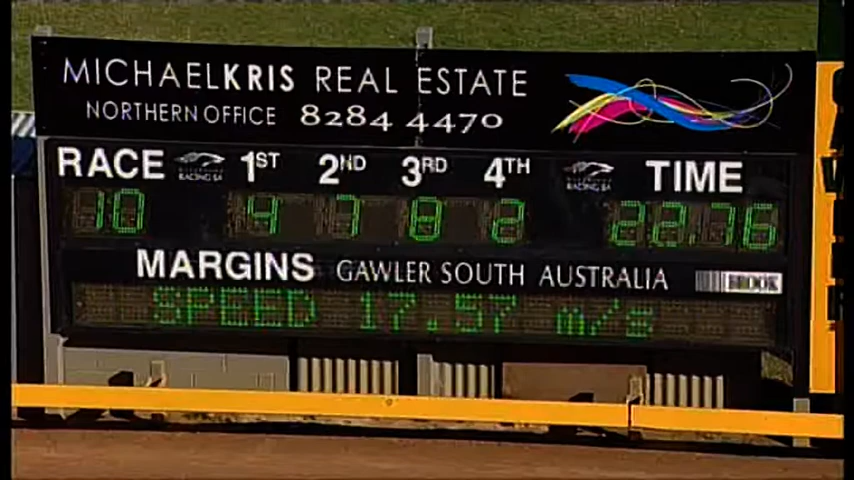 MICHAELKRIS REAL ESTATE
NORTHERN OFFICE 8284 4470
RACE 1ST 2ND 3RD 4TH TIME
10 4 7 8 2 22.76
MARGINS GAWLER SOUTH AUSTRALIA BROOK
SPEED 17.57 m/s